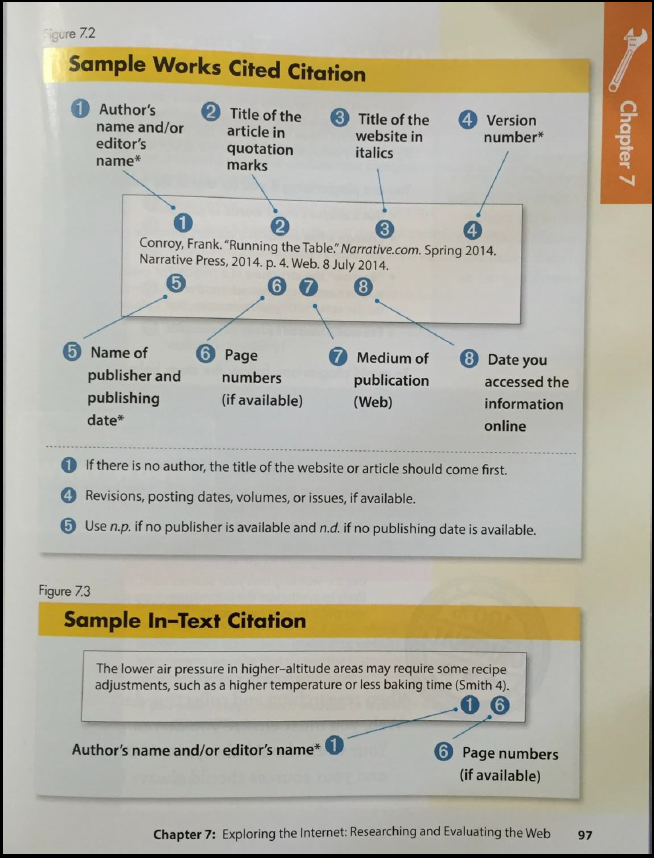 Figure 7.2
Sample Works Cited Citation
1 Author's
name and/or
editor's
name*
2 Title of the
article in
quotation
marks
3 Title of the
website in
italics
4 Version
number*
Chapter 7
1 2 3 4
Conroy, Frank. “Running the Table.” Narrative.com. Spring 2014.
Narrative Press, 2014. p. 4. Web. 8 July 2014.
5 6 7 8
5 Name of
publisher and
publishing
date*
6 Page
numbers
(if available)
7 Medium of
publication
(Web)
8 Date you
accessed the
information
online
1 If there is no author, the title of the website or article should come first.
4 Revisions, posting dates, volumes, or issues, if available.
5 Use n.p. if no publisher is available and n.d. if no publishing date is available.
Figure 7.3
Sample In-Text Citation
The lower air pressure in higher-altitude areas may require some recipe
adjustments, such as a higher temperature or less baking time (Smith 4).
1 6
Author's name and/or editor's name* 1
6 Page numbers
(if available)
Chapter 7: Exploring the Internet: Researching and Evaluating the Web 97